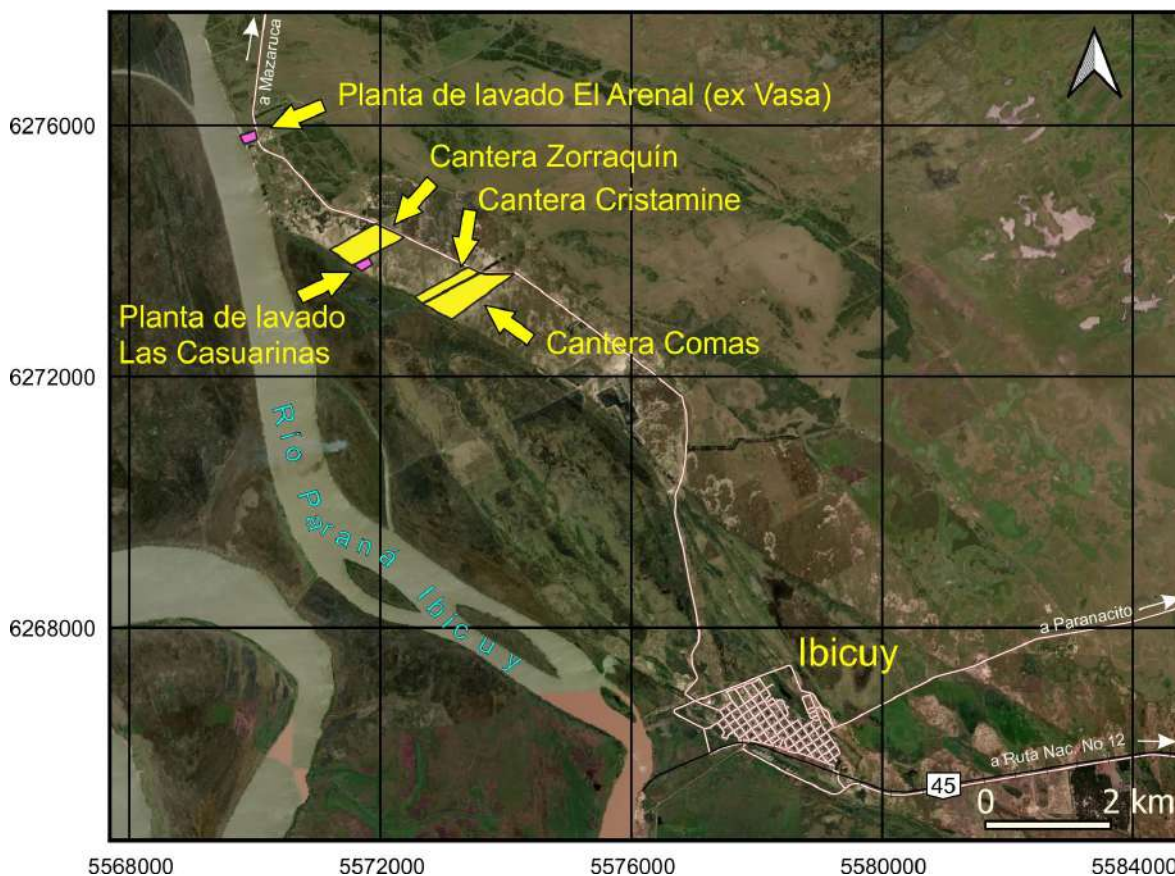 a Mazaruca
Planta de lavado El Arenal (ex Vasa)
6276000
Cantera Zorraquín
Cantera Cristamine
Planta de lavado
Las Casuarinas
Cantera Comas
6272000
Río Paraná Ibicuy
6268000
Ibicuy
a Paranacito
a Ruta Nac. No 12
45
0 2 km
5568000 5572000 5576000 5580000 5584000